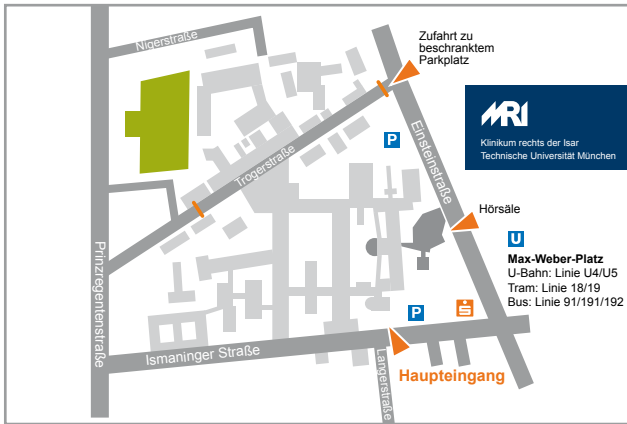 Nigerstraße
Zufahrt zu
beschranktem
Parkplatz
MRI
Klinikum rechts der Isar
Technische Universität München
Einsteinstraße
P
Trogerstraße
Hörsäle
U
Max-Weber-Platz
U-Bahn: Linie U4/U5
Tram: Linie 18/19
Bus: Linie 91/191/192
Prinzregentenstraße
P
S
Ismaninger Straße
Langerstraße
Haupteingang